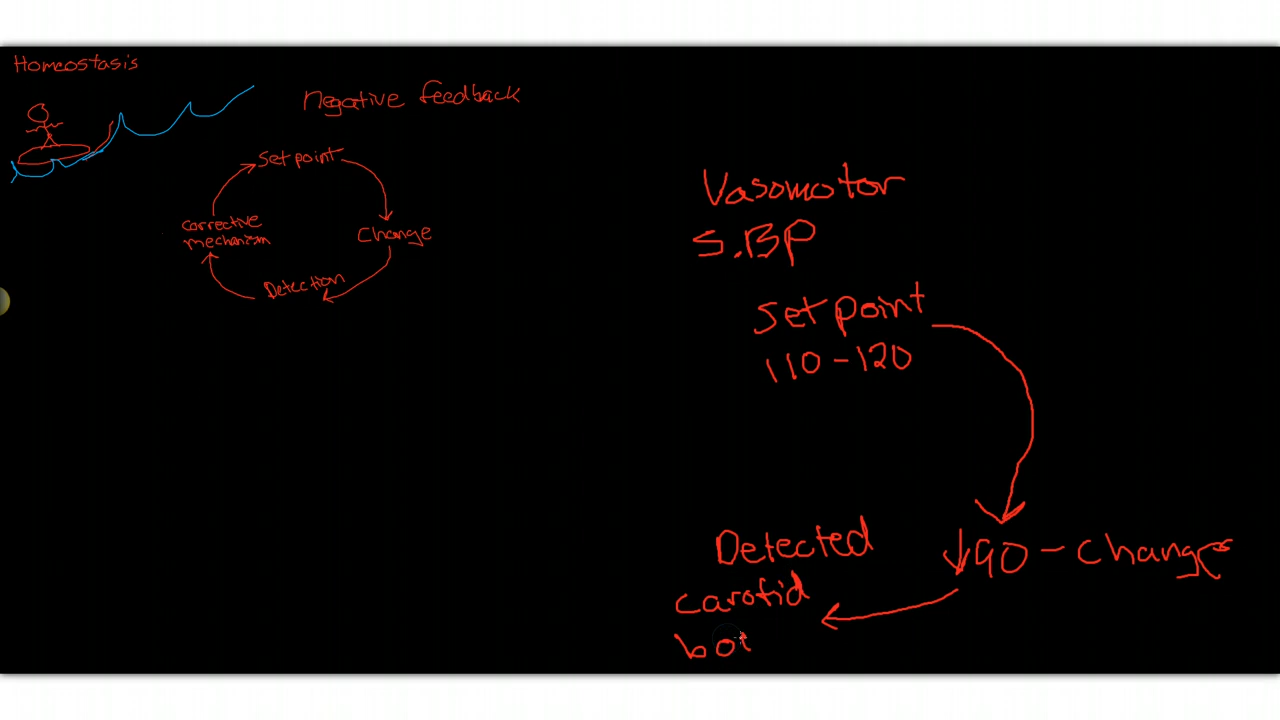 Homeostasis
negative feedback
Set point
Corrective
mechanism
Change
Detection
Vasomotor
S.BP
Set point
110-120
↓90-Change
Detected
carotid